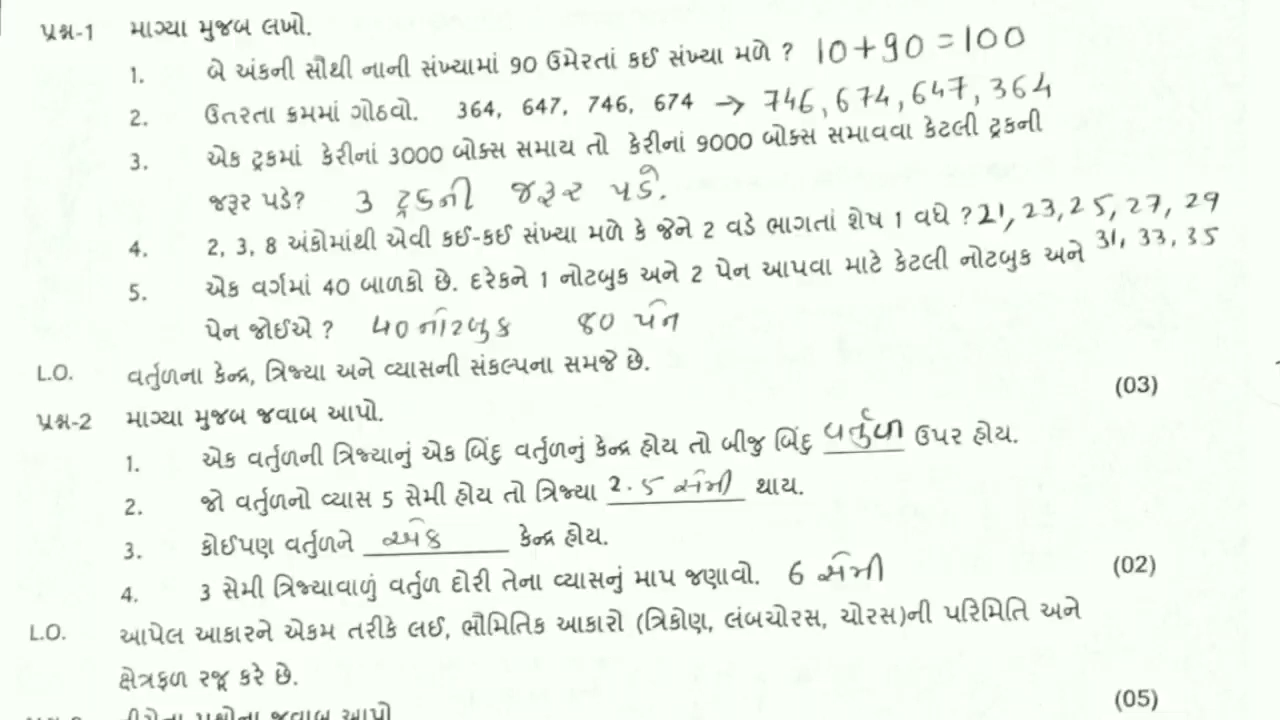 પ્રશ્ન-1 માગ્યા મુજબ લખો.
1. બે અંકની સૌથી નાની સંખ્યામાં 90 ઉમેરતાં કઈ સંખ્યા મળે ? 10+90=100
2. ઉતરતા ક્રમમાં ગોઠવો. 364, 647, 746, 674 → 746, 674, 647, 364
3. એક ટ્રકમાં કેરીનાં 3000 બોક્સ સમાય તો કેરીનાં 9000 બોક્સ સમાવવા કેટલી ટ્રકની
જરૂર પડે? 3 ટ્રકની જરૂર પડે.
4. 2, 3, 8 અંકોમાંથી એવી કઈ-કઈ સંખ્યા મળે કે જેને 2 વડે ભાગતાં શેષ 1 વધે ? 21, 23, 25, 27, 29
31, 33, 35
5. એક વર્ગમાં 40 બાળકો છે. દરેકને 1 નોટબુક અને 2 પેન આપવા માટે કેટલી નોટબુક અને
પેન જોઈએ ? 40 નોટબુક 80 પેન
L.O. વર્તુળના કેન્દ્ર, ત્રિજ્યા અને વ્યાસની સંકલ્પના સમજે છે.
(03)
પ્રશ્ન-2 માગ્યા મુજબ જવાબ આપો.
1. એક વર્તુળની ત્રિજ્યાનું એક બિંદુ વર્તુળનું કેન્દ્ર હોય તો બીજુ બિંદુ વર્તુળ ઉપર હોય.
2. જો વર્તુળનો વ્યાસ 5 સેમી હોય તો ત્રિજ્યા 2.5 સેમી થાય.
3. કોઈપણ વર્તુળને એક કેન્દ્ર હોય.
4. 3 સેમી ત્રિજ્યાવાળું વર્તુળ દોરી તેના વ્યાસનું માપ જણાવો. 6 સેમી
(02)
L.O. આપેલ આકારને એકમ તરીકે લઈ, ભૌમિતિક આકારો (ત્રિકોણ, લંબચોરસ, ચોરસ)ની પરિમિતિ અને
ક્ષેત્રફળ રજૂ કરે છે.
(05)